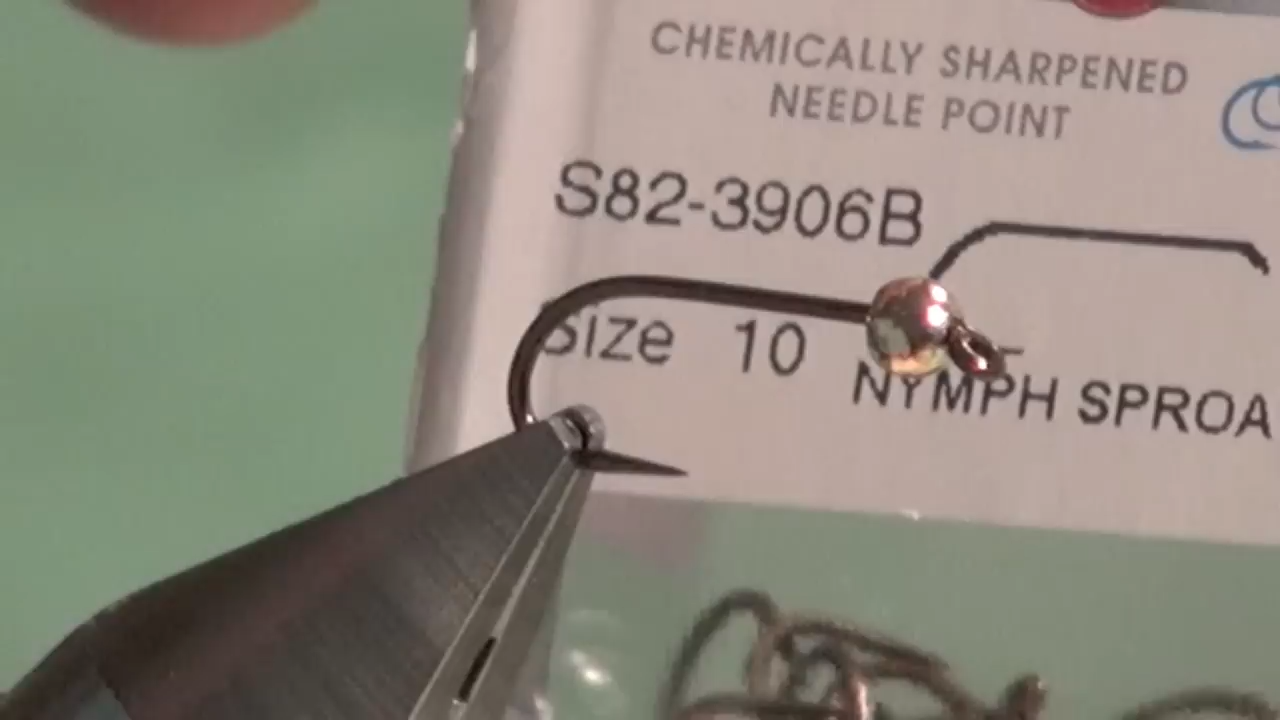 CHEMICALLY SHARPENED
NEEDLE POINT
S82-3906B
Size 10
NYMPH SPROA